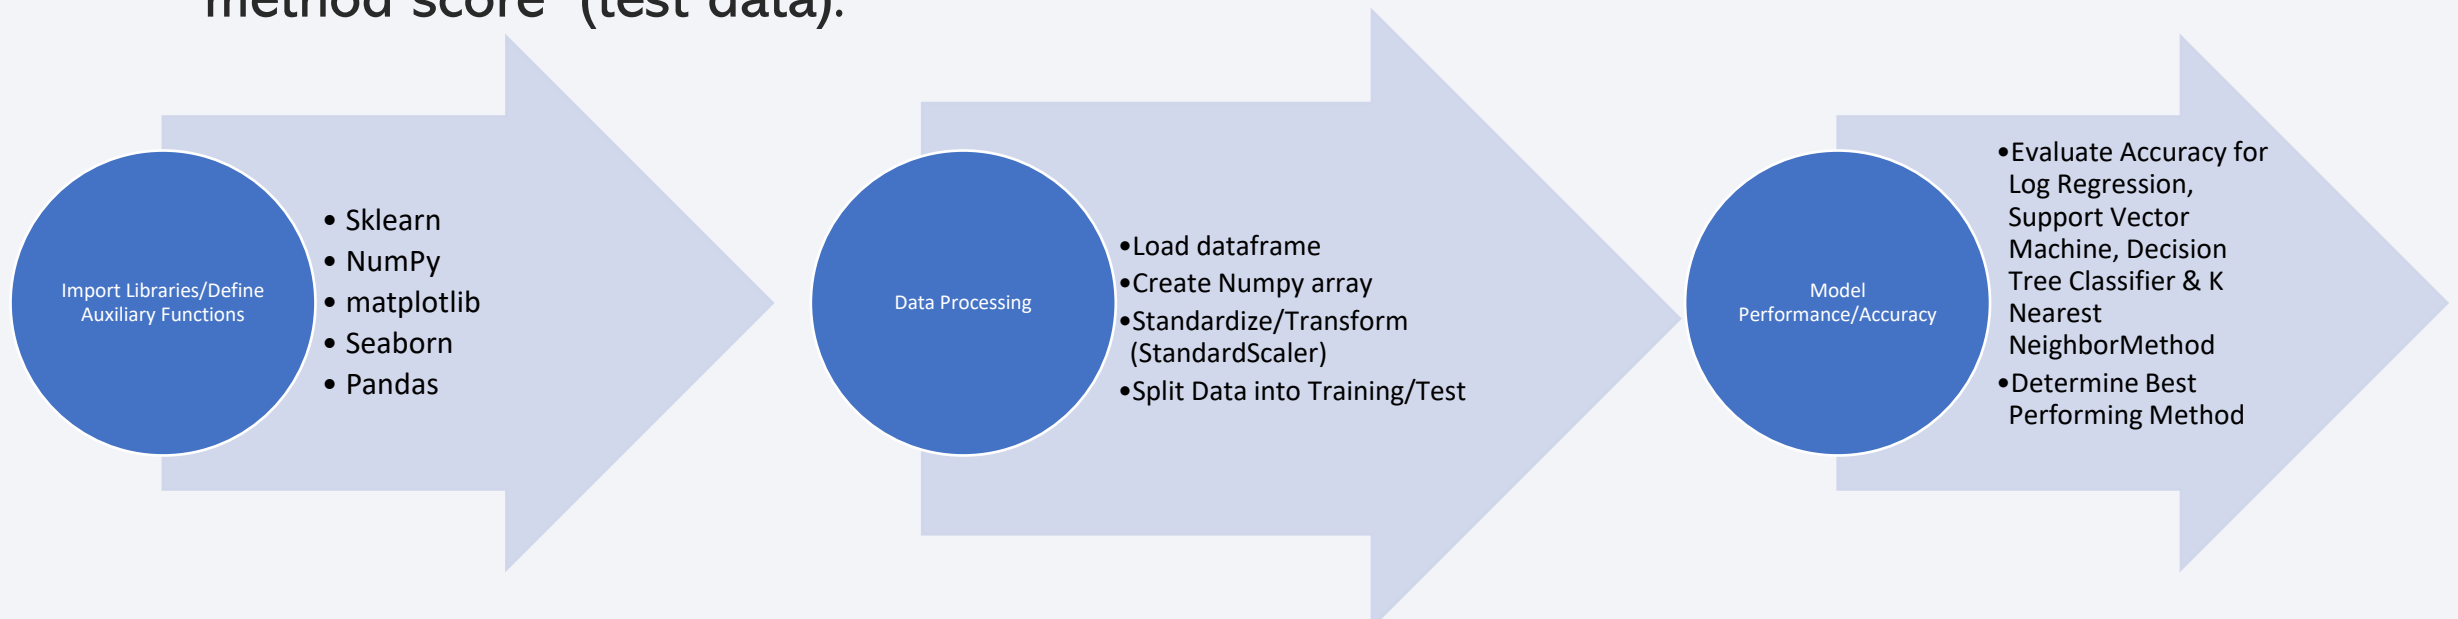 method score (test data).
Import Libraries/Define
Auxiliary Functions
• Sklearn
• NumPy
• matplotlib
• Seaborn
• Pandas
Data Processing
•Load dataframe
•Create Numpy array
•Standardize/Transform
(StandardScaler)
•Split Data into Training/Test
Model
Performance/Accuracy
•Evaluate Accuracy for
Log Regression,
Support Vector
Machine, Decision
Tree Classifier & K
Nearest
NeighborMethod
•Determine Best
Performing Method